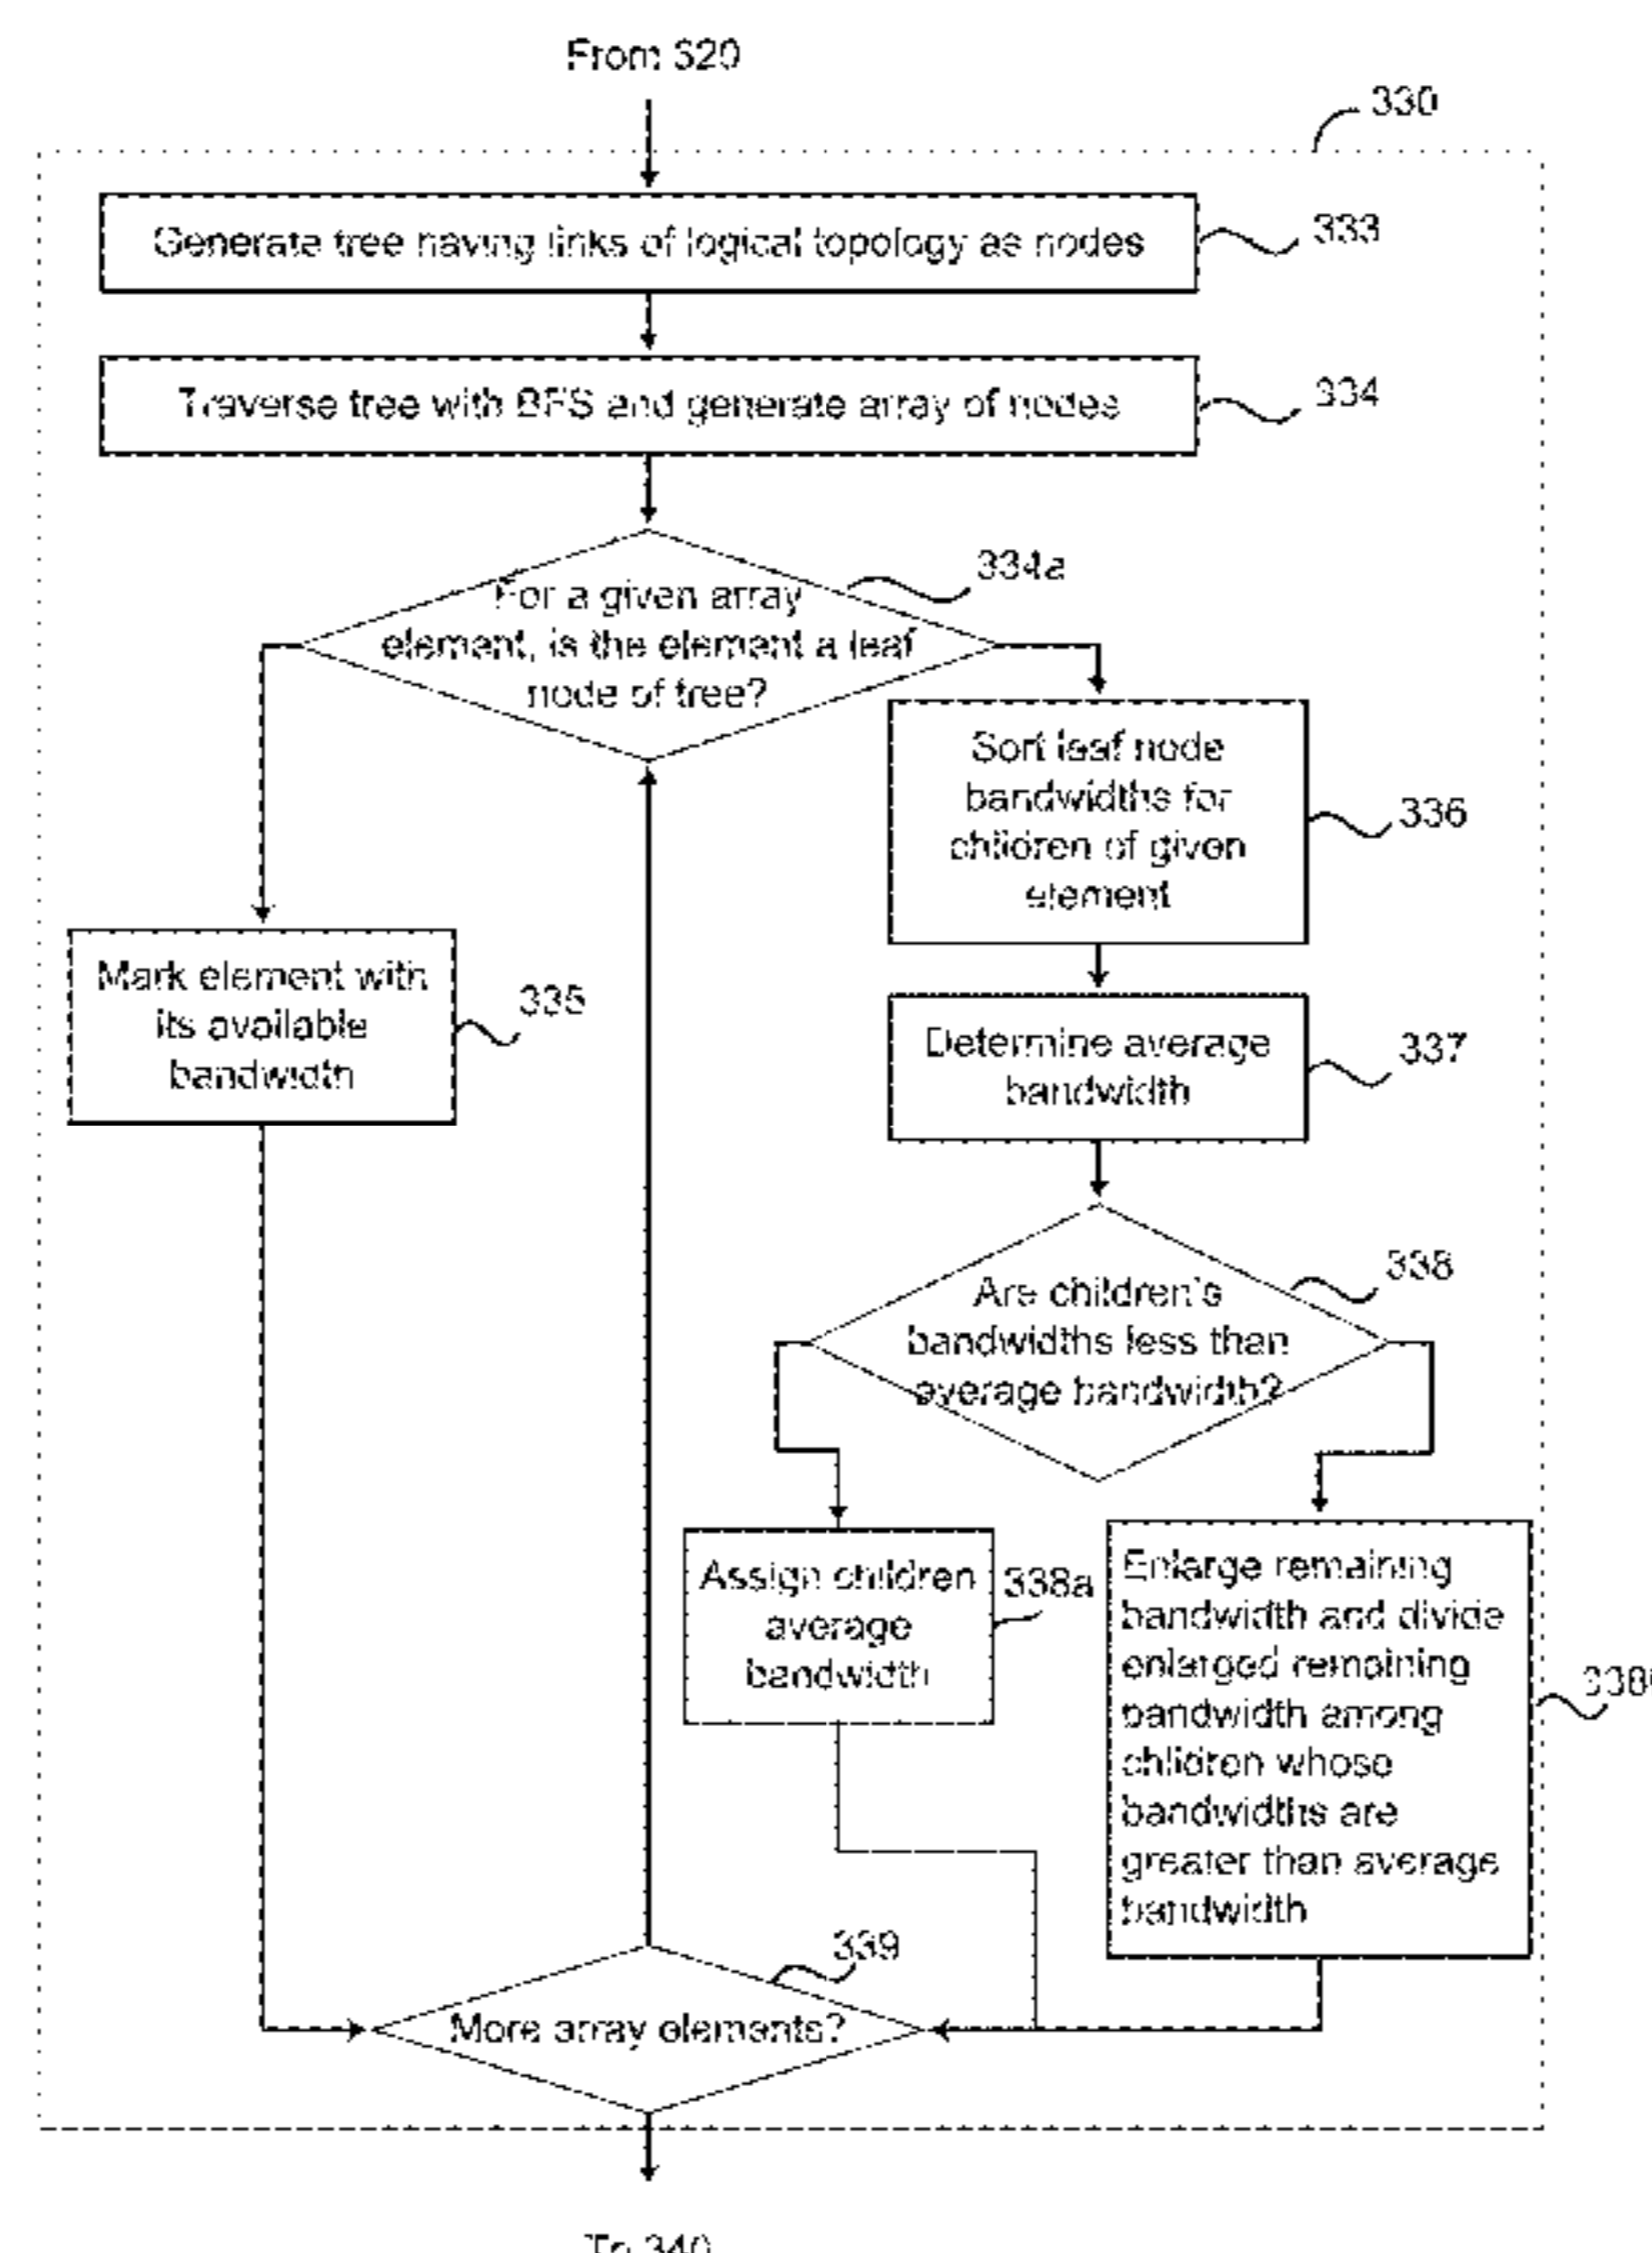 From 320
330
Generate tree having links of logical topology as nodes
333
Traverse tree with BFS and generate array of nodes
334
334a
For a given array
element, is the element a leaf
node of tree?
Sort leaf node
bandwidths for
children of given
element
336
Mark element with
its available
bandwidth
335
Determine average
bandwidth
337
338
Are children's
bandwidths less than
average bandwidth?
Assign children
average
bandwidth
338a
Enlarge remaining
bandwidth and divide
enlarged remaining
bandwidth among
children whose
bandwidths are
greater than average
bandwidth
339
More array elements?
To 340